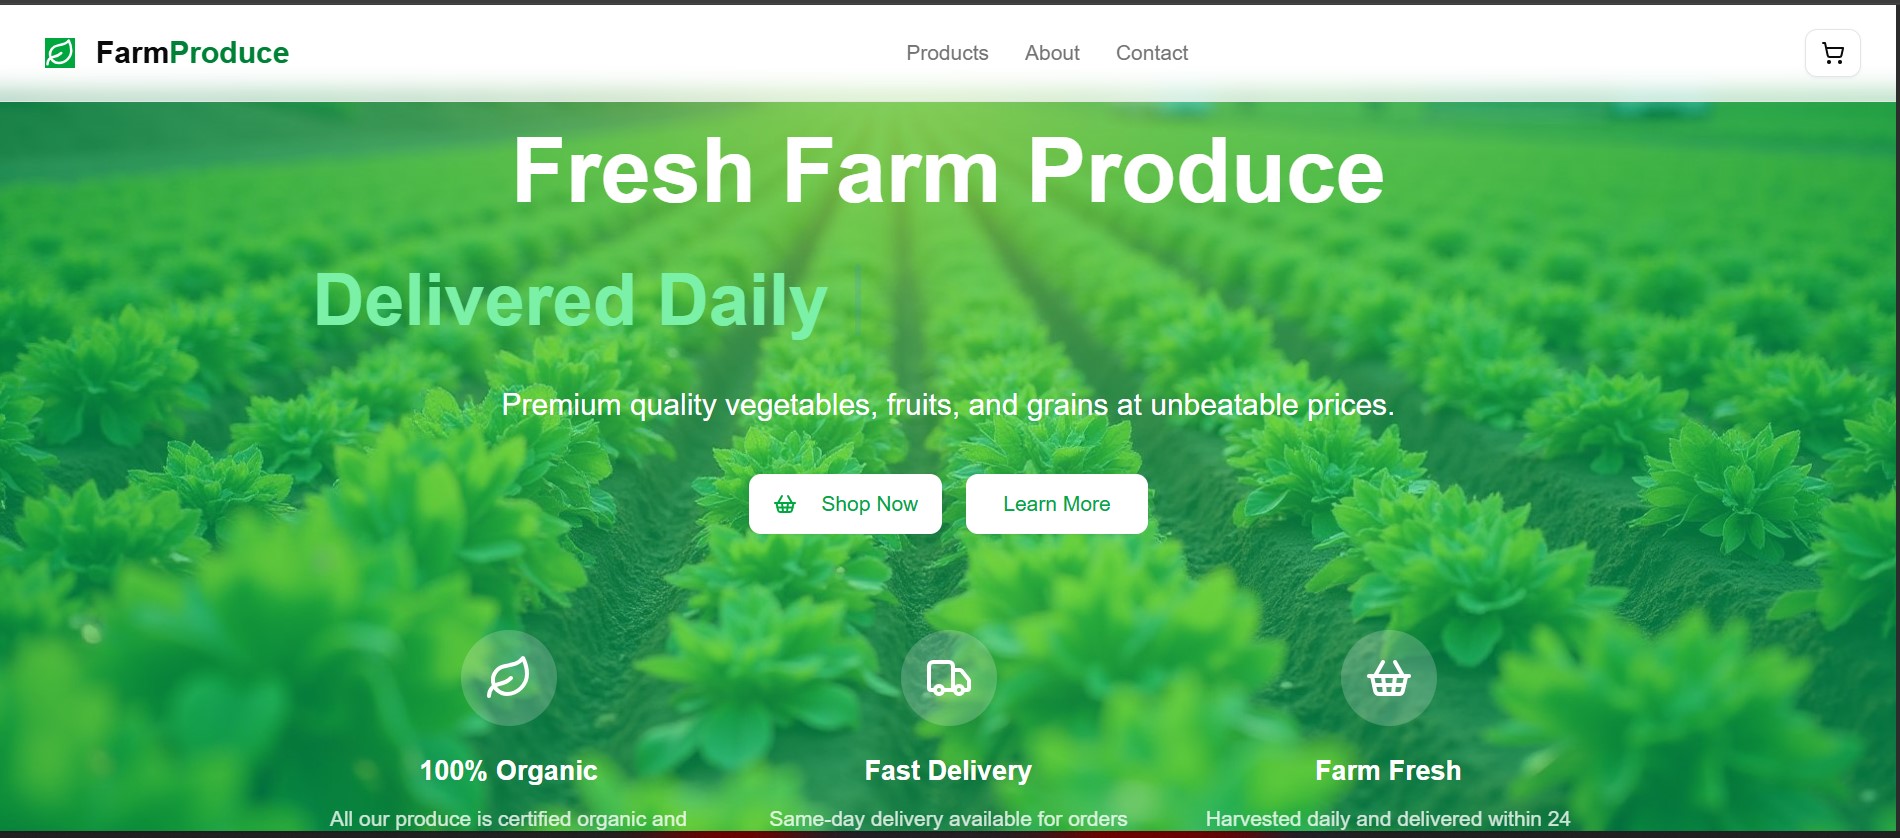 FarmProduce
Products About Contact
Fresh Farm Produce
Delivered Daily
Premium quality vegetables, fruits, and grains at unbeatable prices.
Shop Now Learn More
100% Organic Fast Delivery Farm Fresh
All our produce is certified organic and Same-day delivery available for orders Harvested daily and delivered within 24